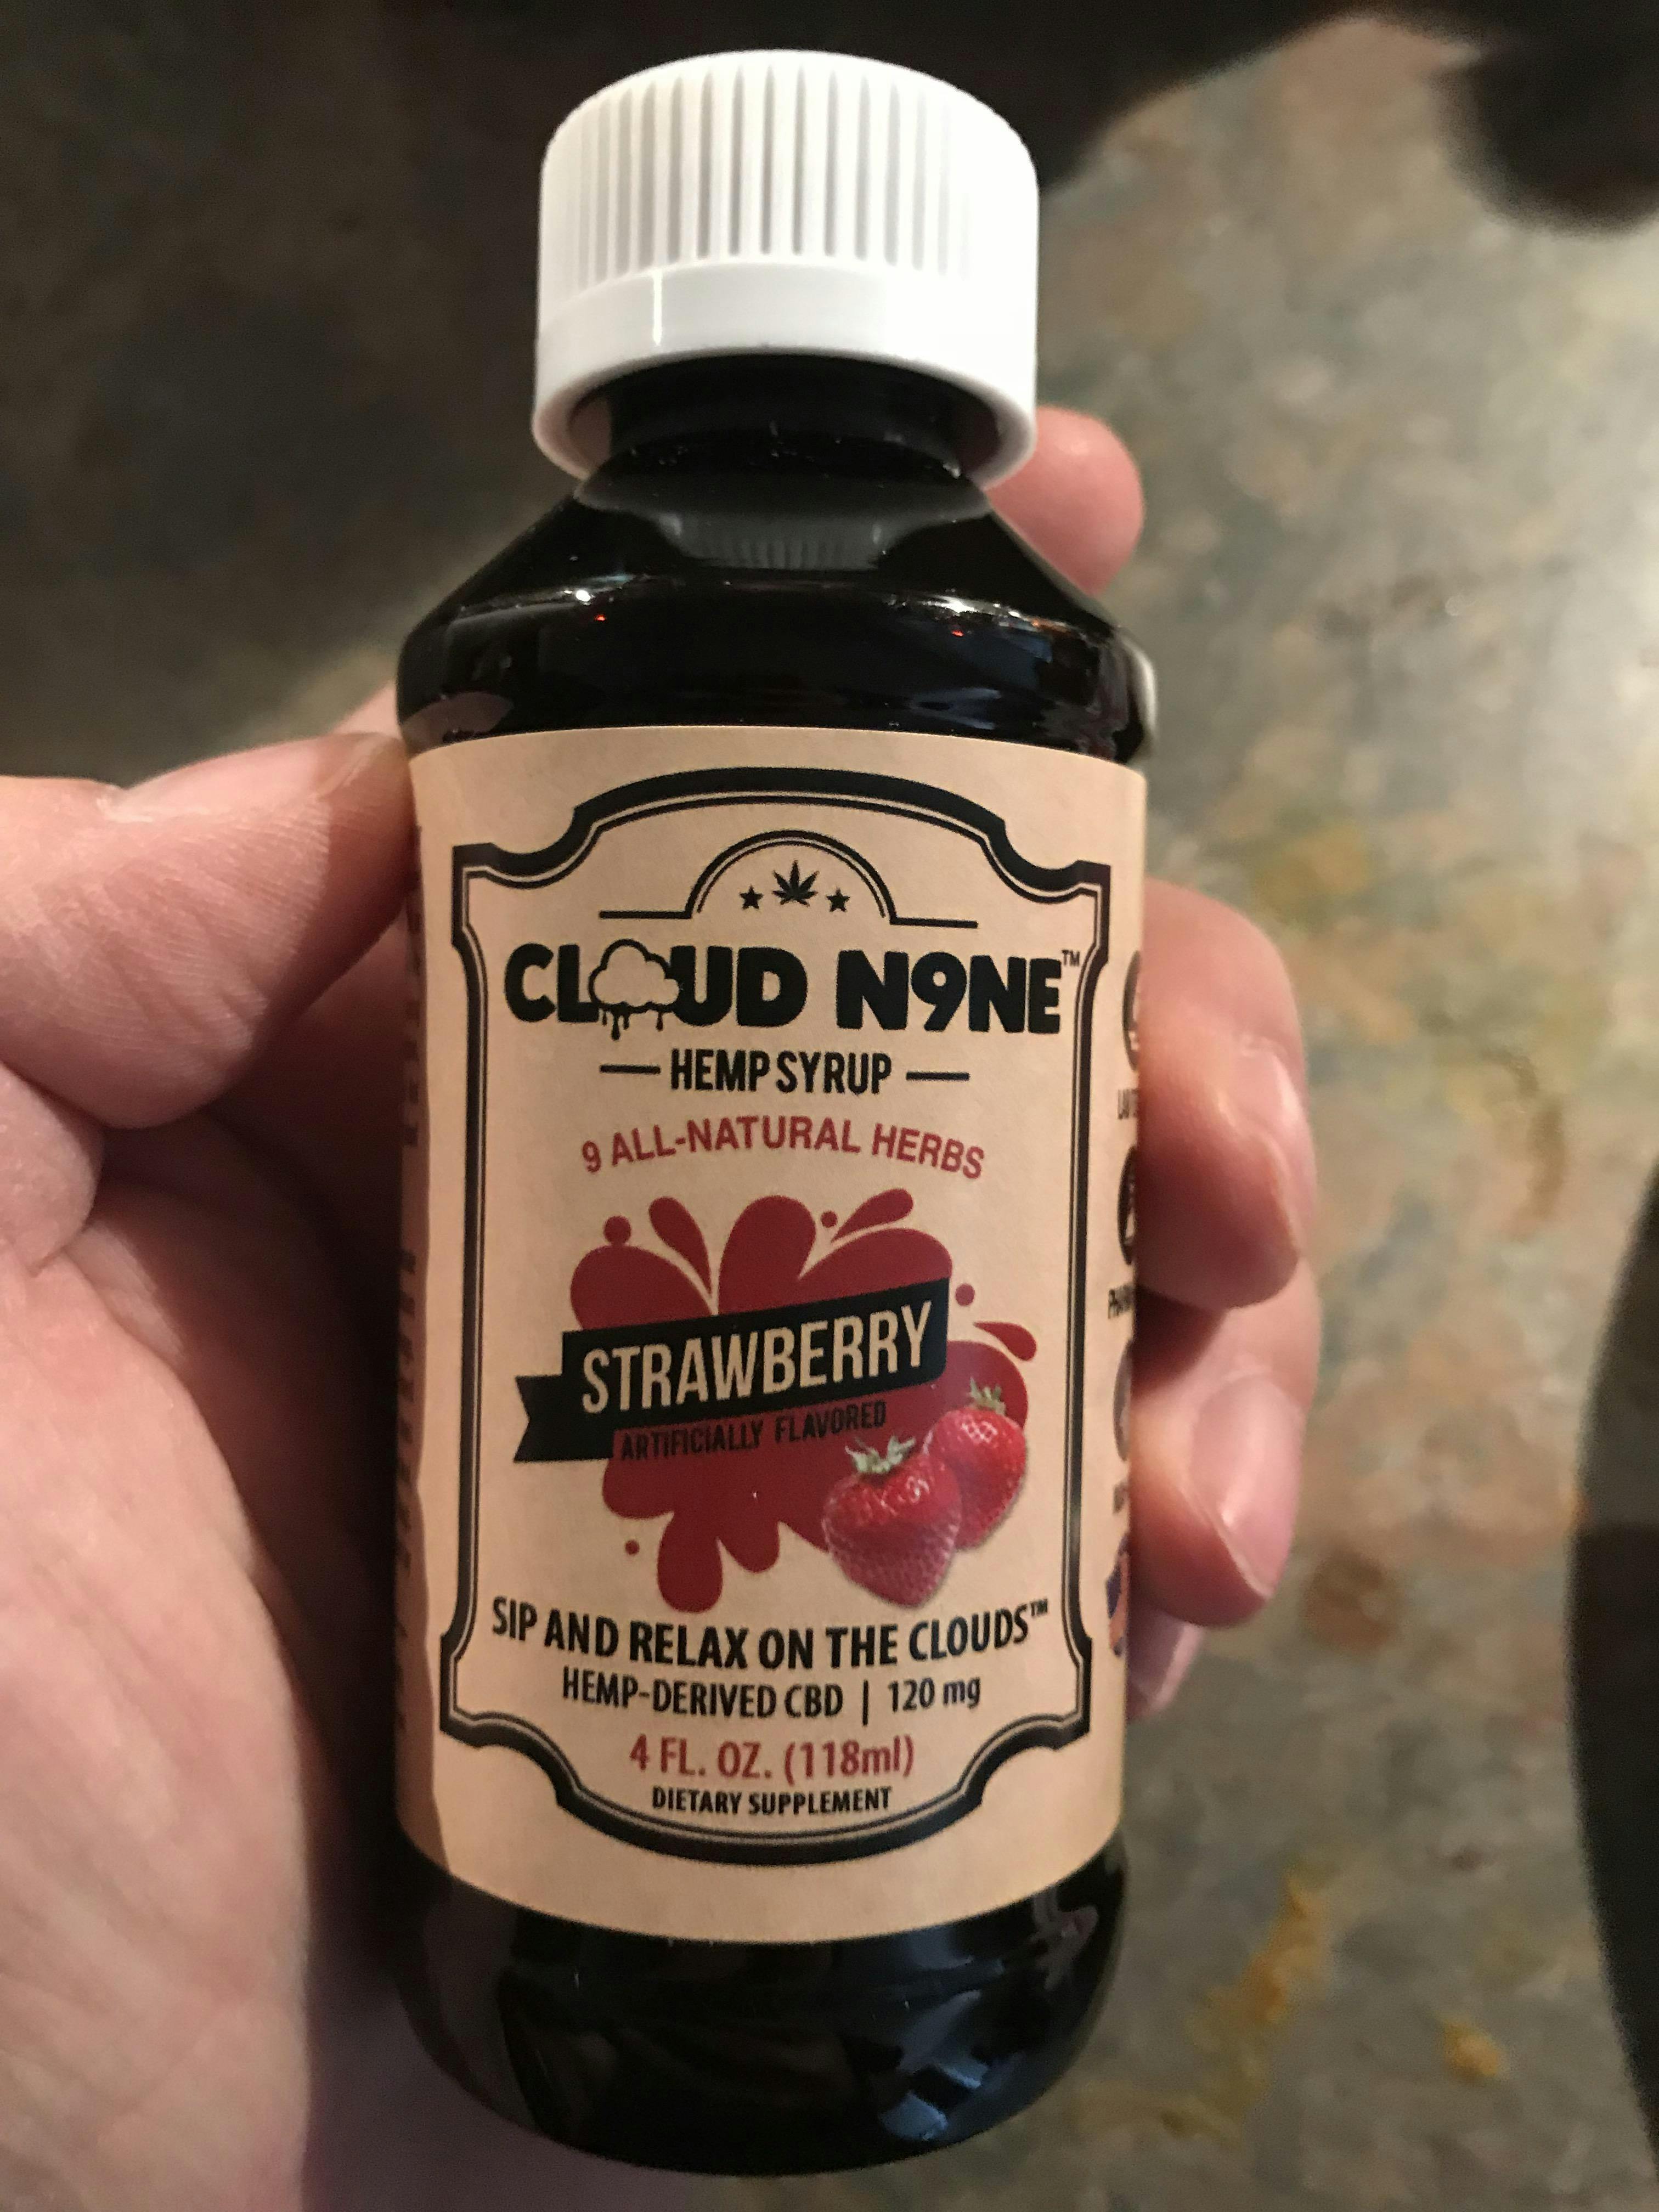 CLOUD N9NE™
HEMP SYRUP
9 ALL-NATURAL HERBS
STRAWBERRY
ARTIFICIALLY FLAVORED
SIP AND RELAX ON THE CLOUDS™
HEMP-DERIVED CBD | 120 mg
4 FL. OZ. (118ml)
DIETARY SUPPLEMENT